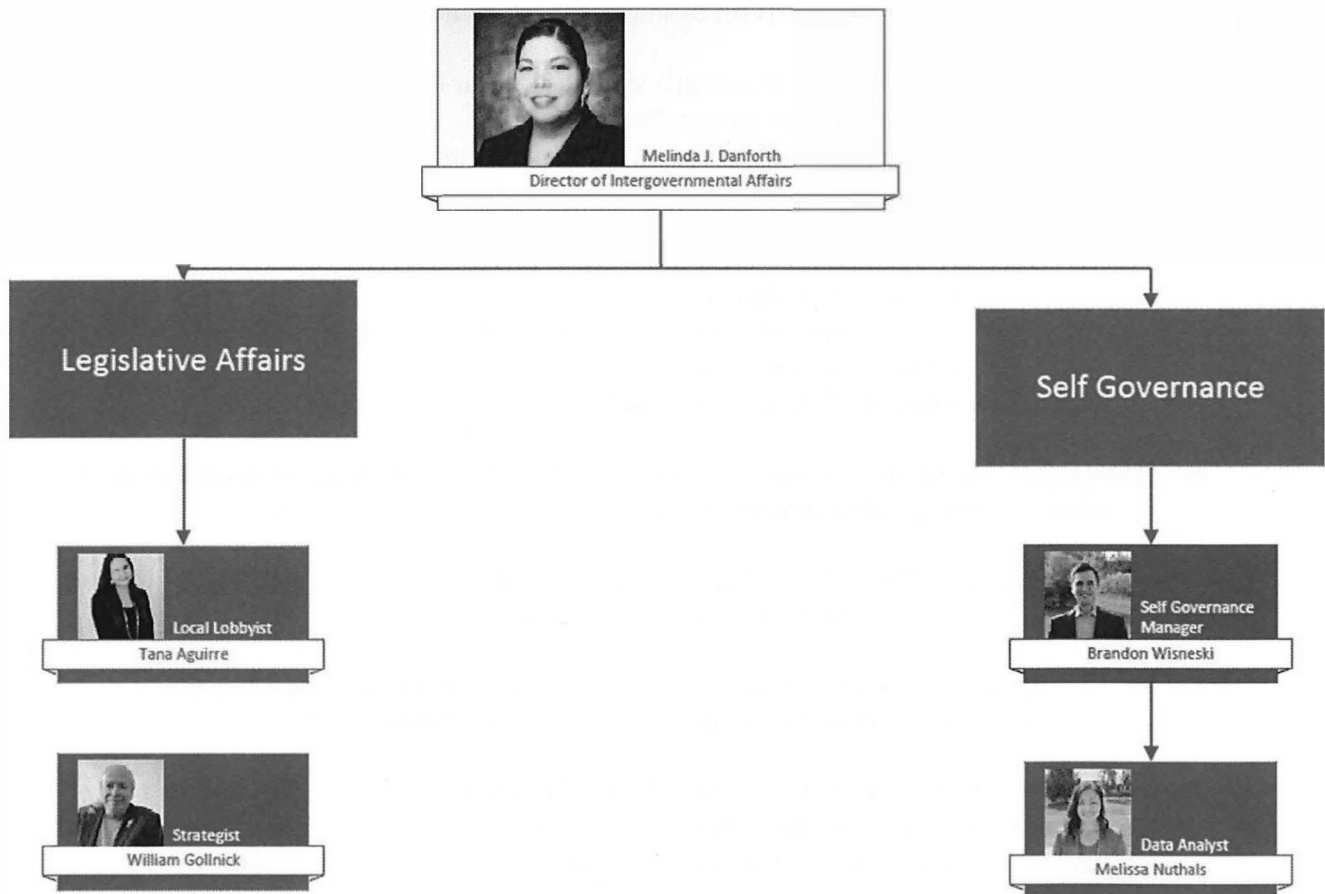 Melinda J. Danforth
Director of Intergovernmental Affairs
Legislative Affairs
Self Governance
Local Lobbyist
Tana Aguirre
Self Governance
Manager
Brandon Wisneski
Strategist
William Gollnick
Data Analyst
Melissa Nuthals